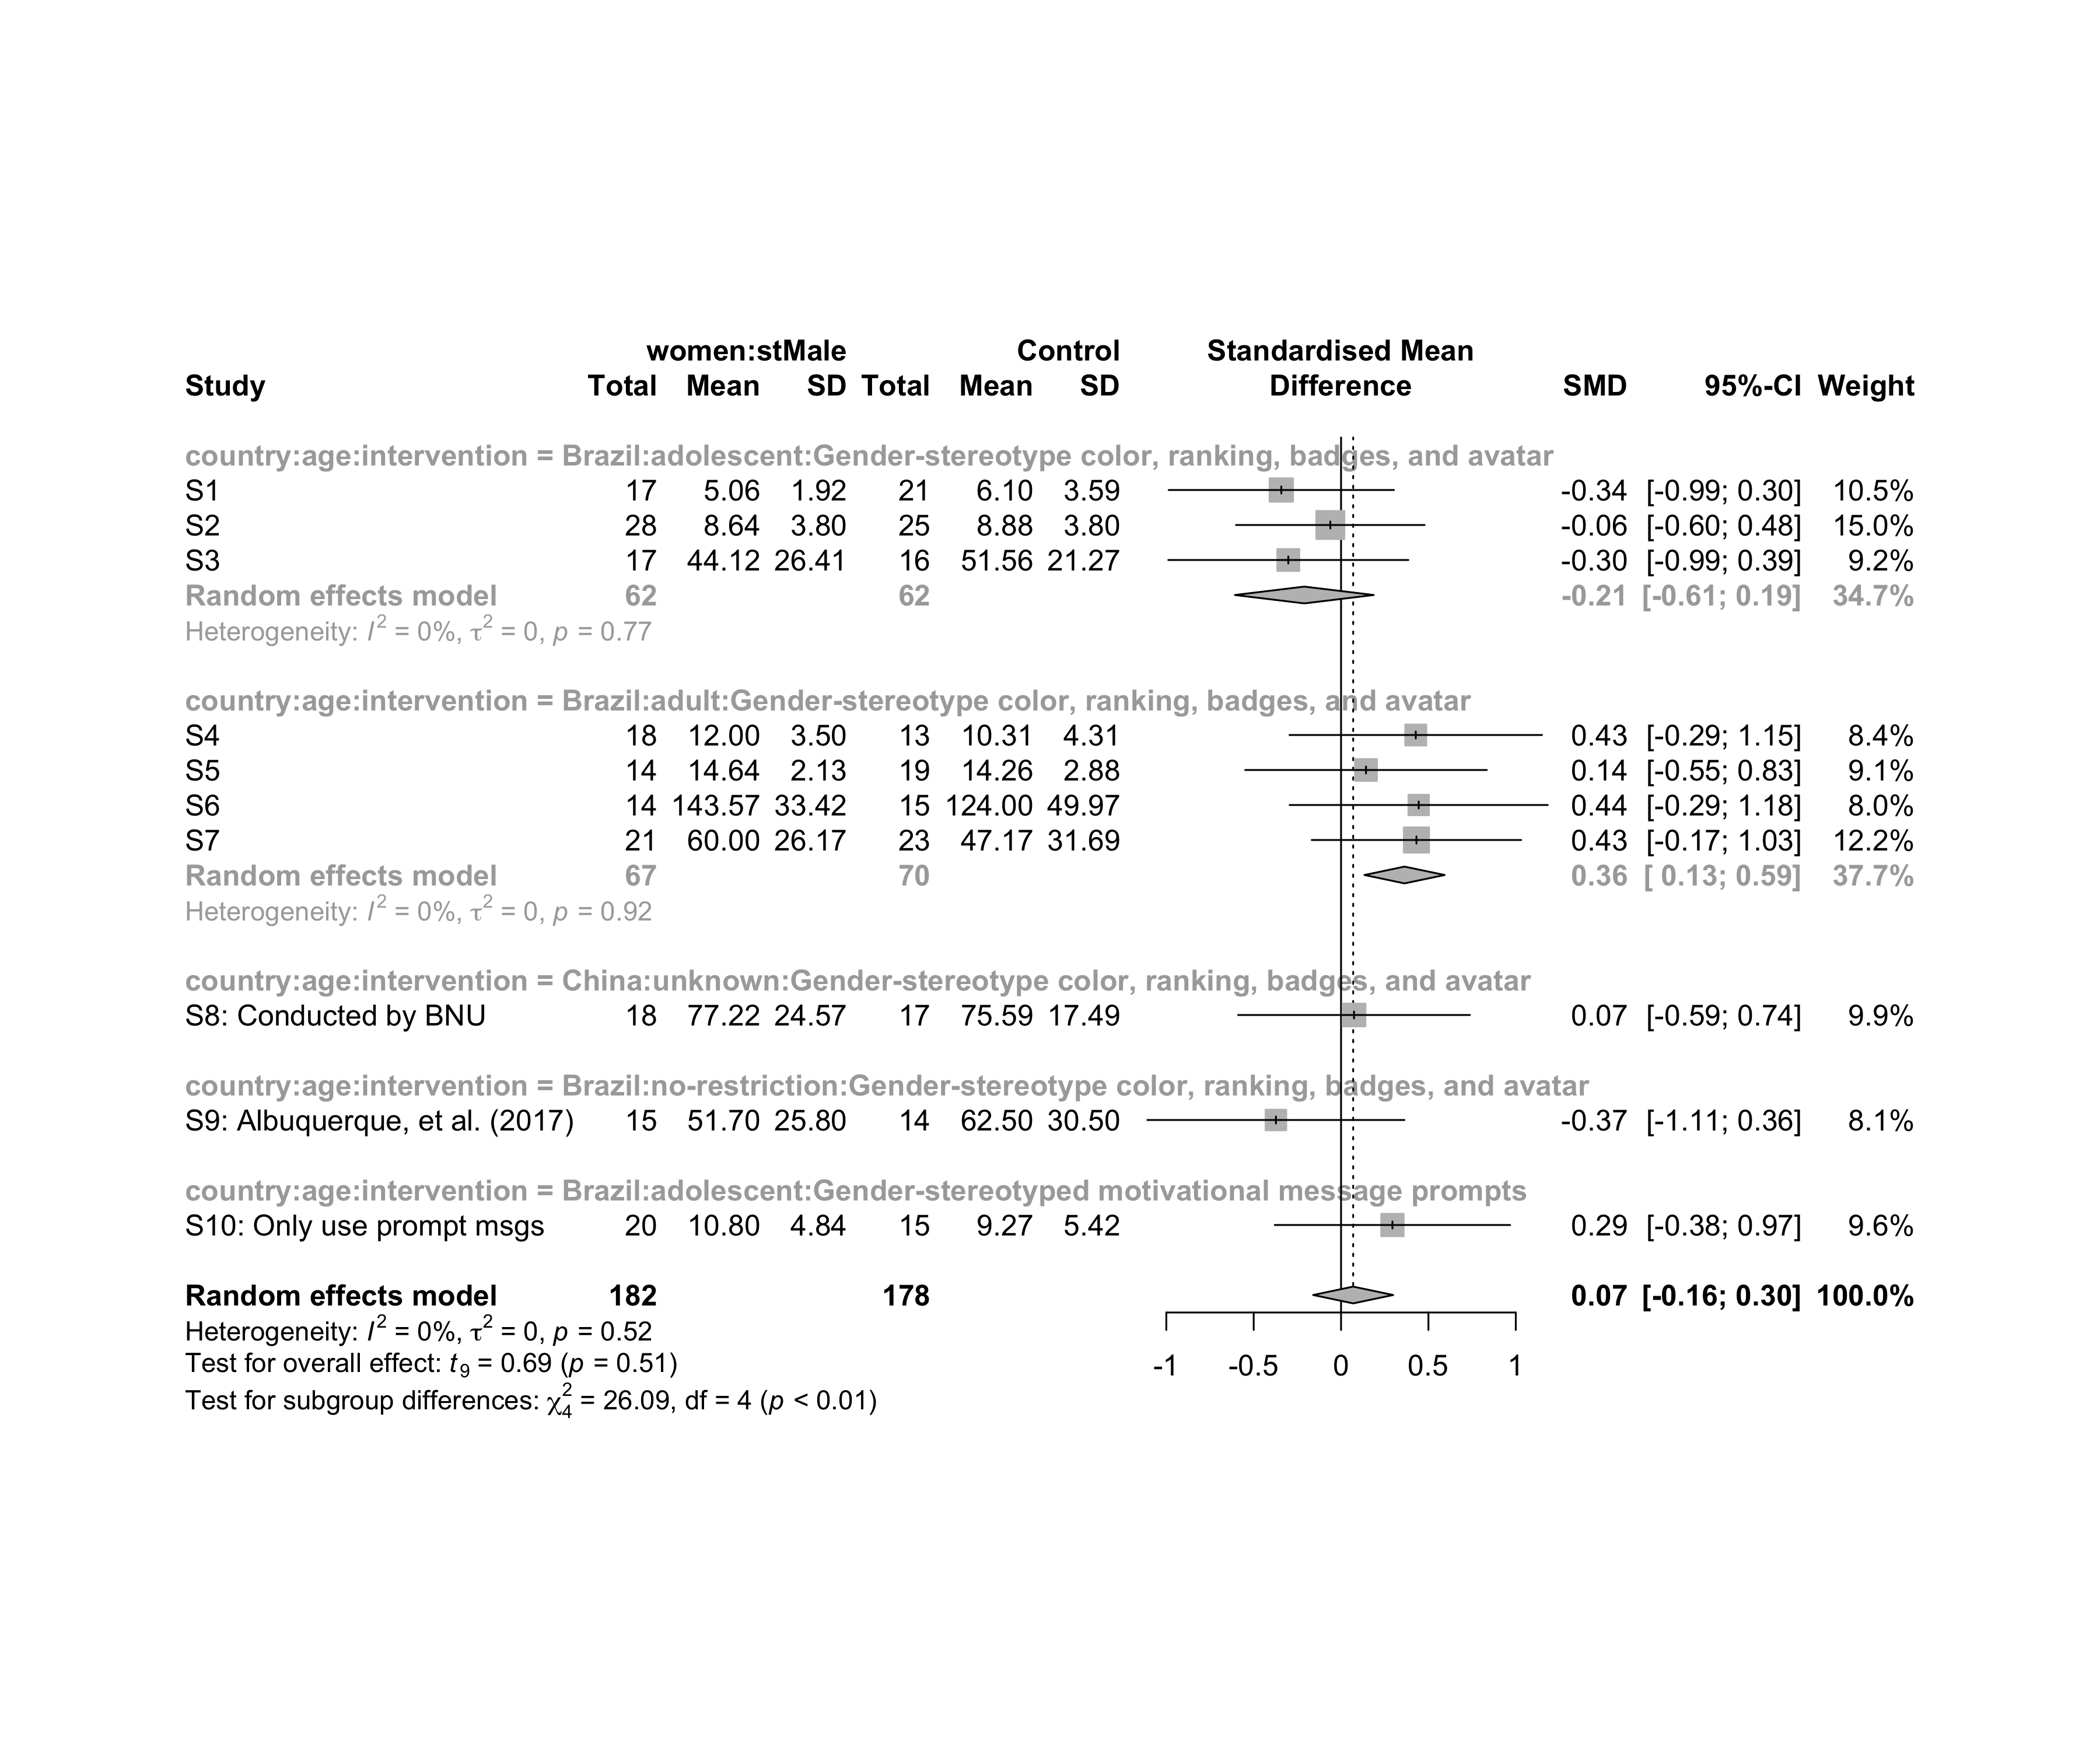 women:stMale Control Standardised Mean
Study Total Mean SD Total Mean SD Difference SMD 95%-CI Weight
country:age:intervention = Brazil:adolescent:Gender-stereotype color, ranking, badges, and avatar
S1 17 5.06 1.92 21 6.10 3.59 -0.34 [-0.99; 0.30] 10.5%
S2 28 8.64 3.80 25 8.88 3.80 -0.06 [-0.60; 0.48] 15.0%
S3 17 44.12 26.41 16 51.56 21.27 -0.30 [-0.99; 0.39] 9.2%
Random effects model 62 62 -0.21 [-0.61; 0.19] 34.7%
Heterogeneity: I² = 0%, τ² = 0, p = 0.77
country:age:intervention = Brazil:adult:Gender-stereotype color, ranking, badges, and avatar
S4 18 12.00 3.50 13 10.31 4.31 0.43 [-0.29; 1.15] 8.4%
S5 14 14.64 2.13 19 14.26 2.88 0.14 [-0.55; 0.83] 9.1%
S6 14 143.57 33.42 15 124.00 49.97 0.44 [-0.29; 1.18] 8.0%
S7 21 60.00 26.17 23 47.17 31.69 0.43 [-0.17; 1.03] 12.2%
Random effects model 67 70 0.36 [ 0.13; 0.59] 37.7%
Heterogeneity: I² = 0%, τ² = 0, p = 0.92
country:age:intervention = China:unknown:Gender-stereotype color, ranking, badges, and avatar
S8: Conducted by BNU 18 77.22 24.57 17 75.59 17.49 0.07 [-0.59; 0.74] 9.9%
country:age:intervention = Brazil:no-restriction:Gender-stereotype color, ranking, badges, and avatar
S9: Albuquerque, et al. (2017) 15 51.70 25.80 14 62.50 30.50 -0.37 [-1.11; 0.36] 8.1%
country:age:intervention = Brazil:adolescent:Gender-stereotyped motivational message prompts
S10: Only use prompt msgs 20 10.80 4.84 15 9.27 5.42 0.29 [-0.38; 0.97] 9.6%
Random effects model 182 178 0.07 [-0.16; 0.30] 100.0%
Heterogeneity: I² = 0%, τ² = 0, p = 0.52
Test for overall effect: t₉ = 0.69 (p = 0.51)
-1 -0.5 0 0.5 1
Test for subgroup differences: χ²₄ = 26.09, df = 4 (p < 0.01)